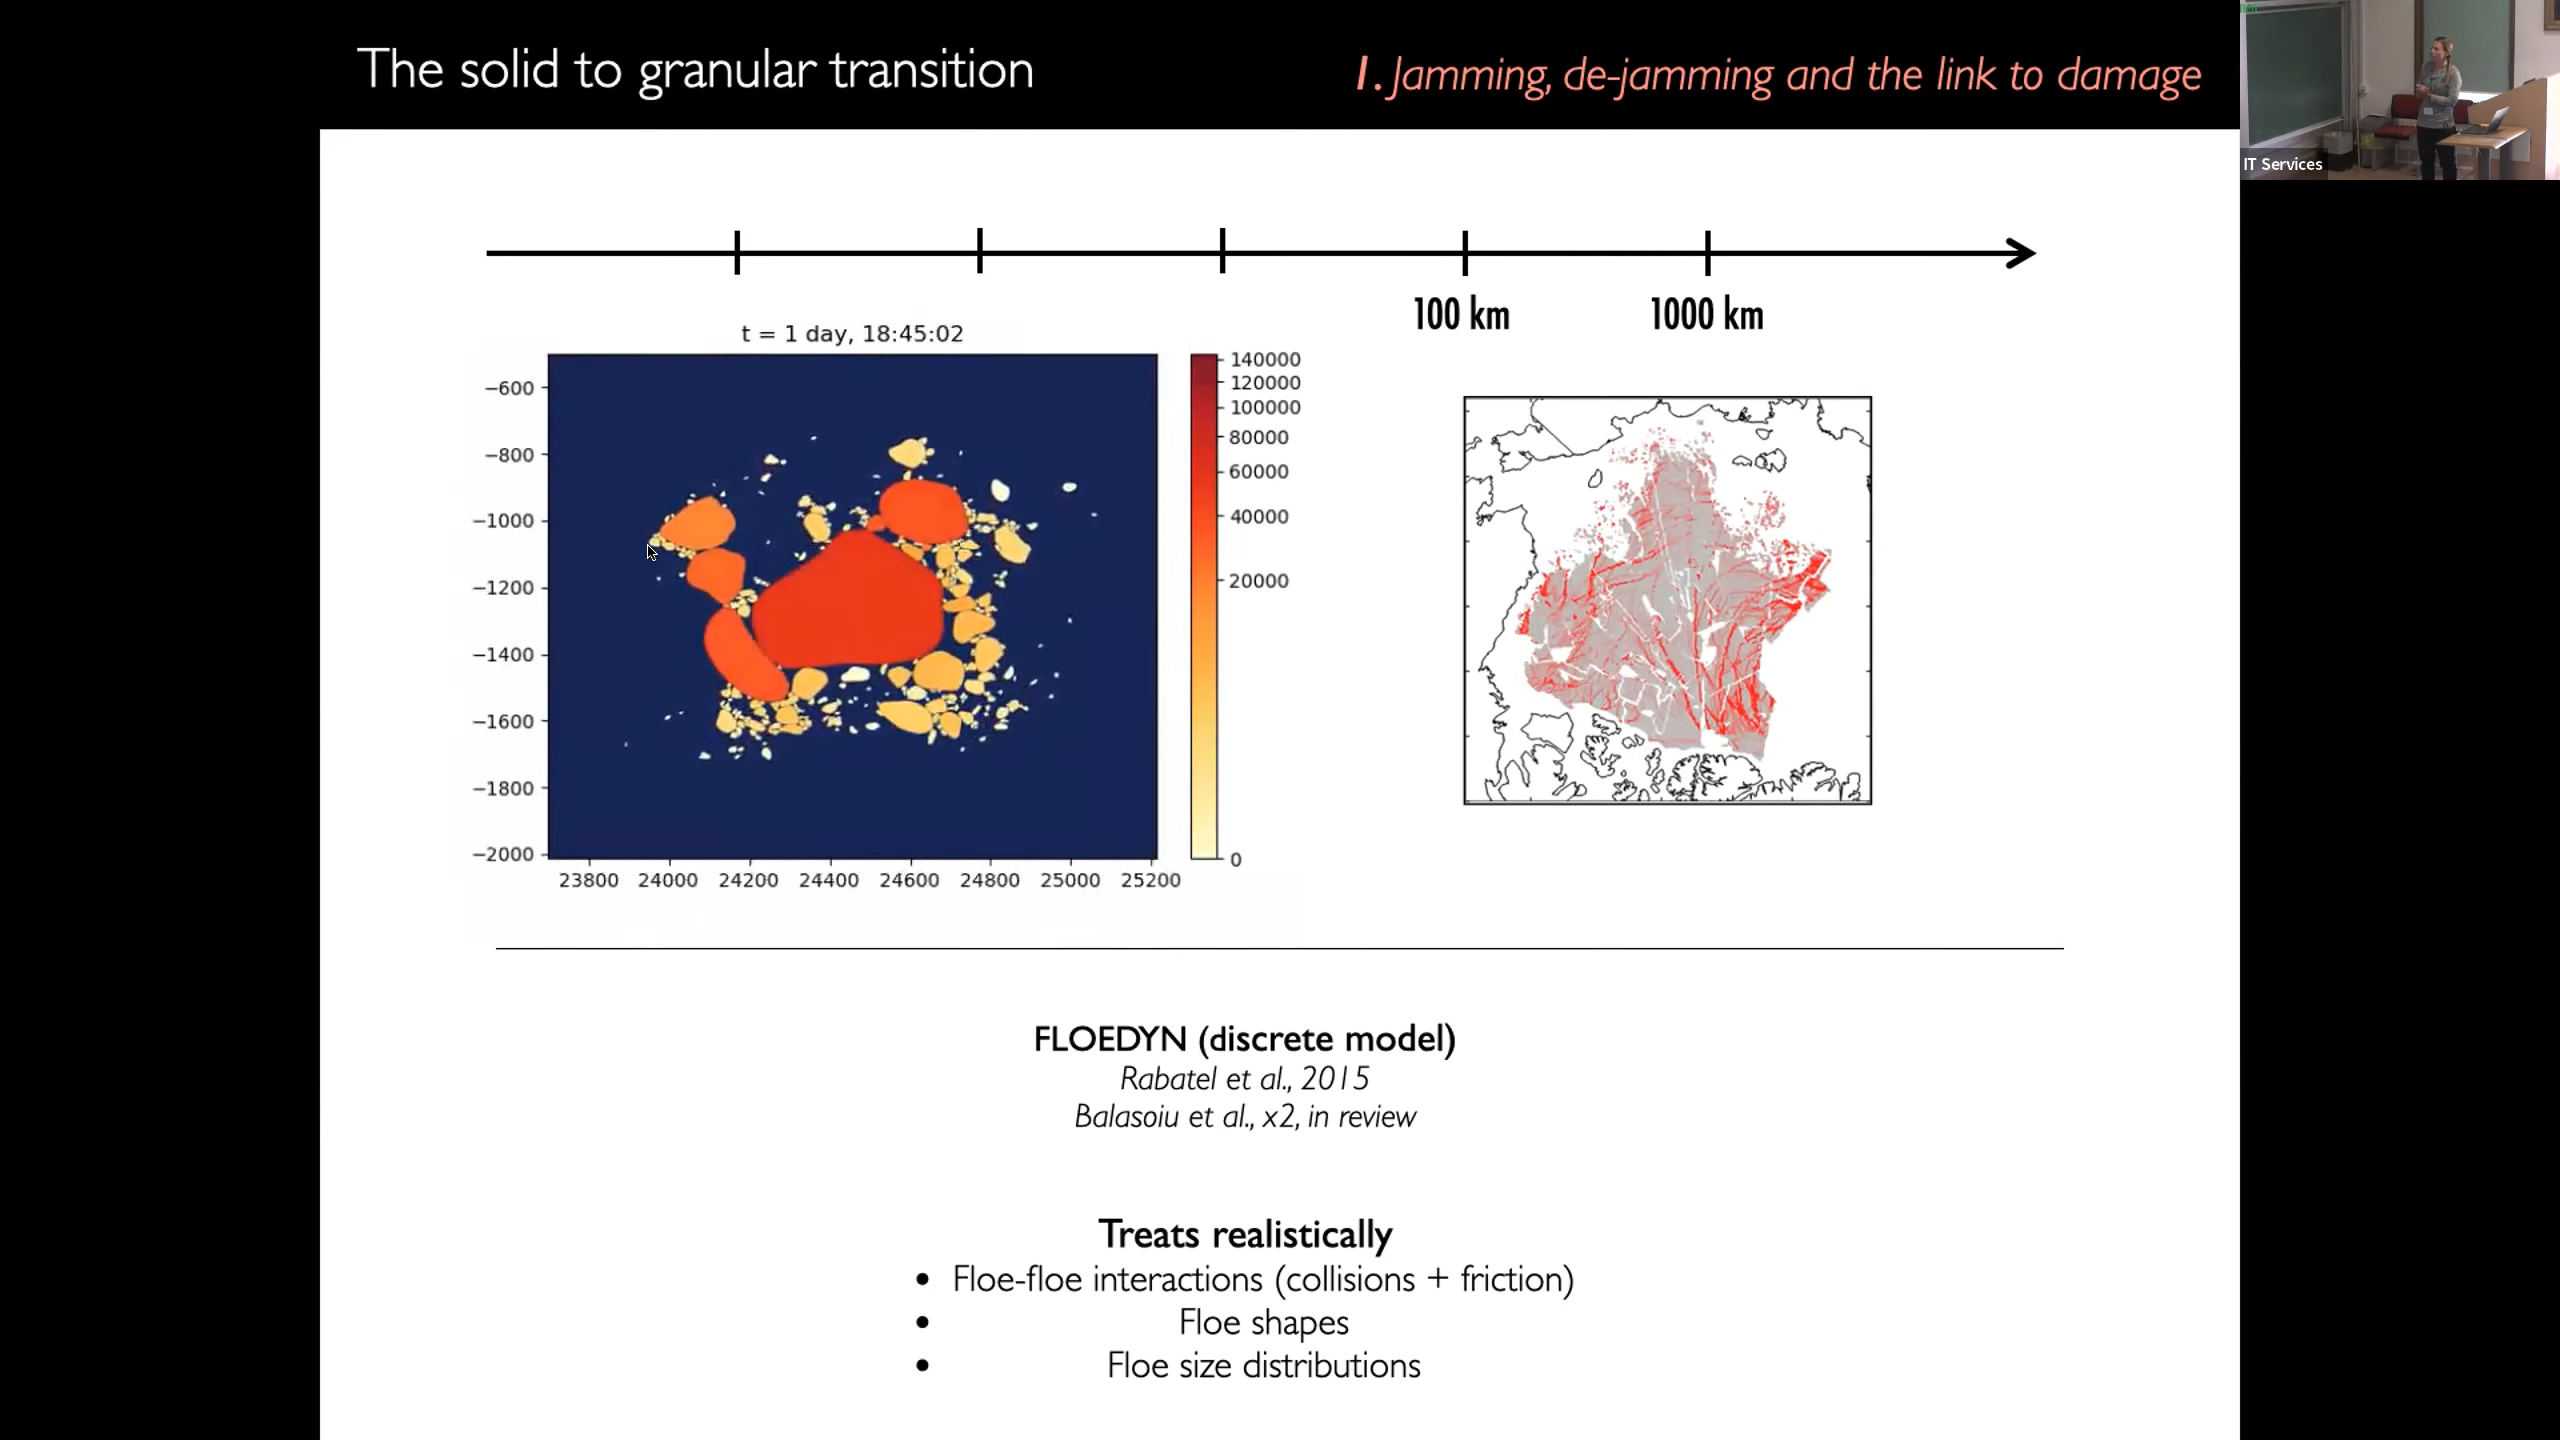 The solid to granular transition
1. Jamming, de-jamming and the link to damage
IT Services
100 km
1000 km
t = 1 day, 18:45:02
−600
−800
−1000
−1200
−1400
−1600
−1800
−2000
23800 24000 24200 24400 24600 24800 25000 25200
140000
120000
100000
80000
60000
40000
20000
0
FLOEDYN (discrete model)
Rabatel et al., 2015
Balasoiu et al., x2, in review
Treats realistically
• Floe-floe interactions (collisions + friction)
• Floe shapes
• Floe size distributions